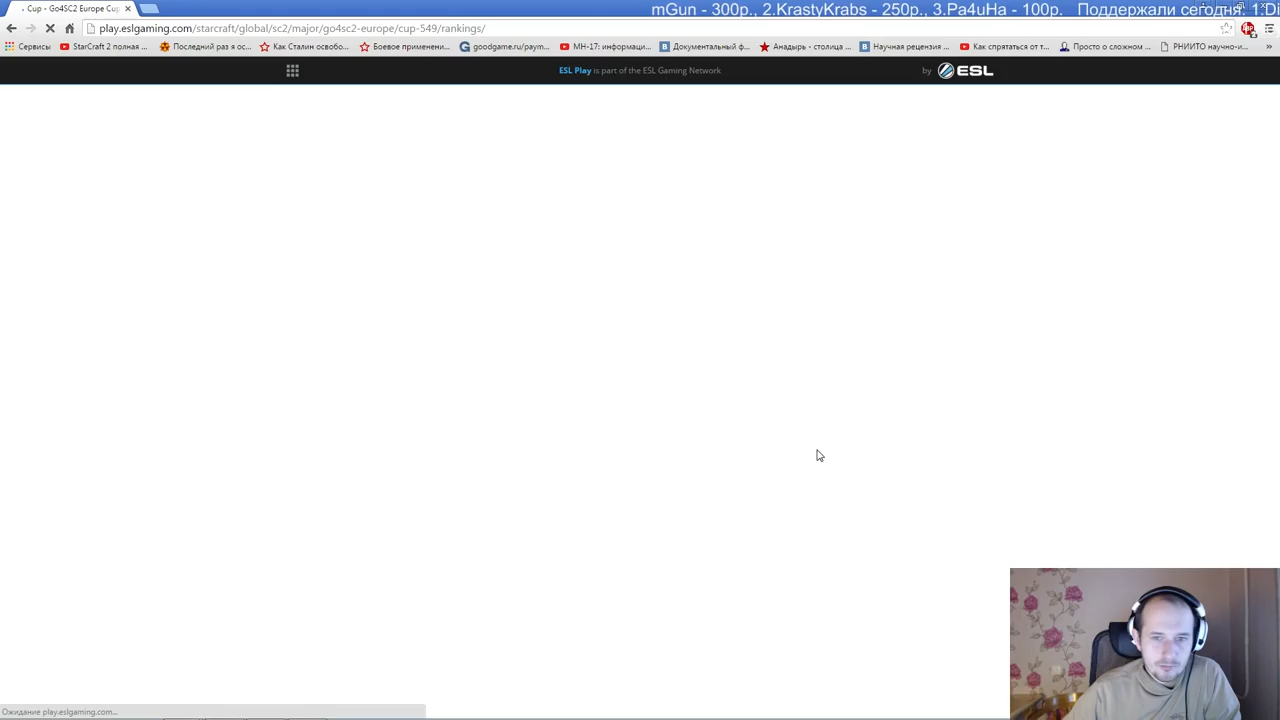 Cup - Go4SC2 Europe Cup
mGun - 300р., 2.KrastyKrabs - 250р., 3.Pa4uHa - 100р. Поддержали сегодня: 1.Di
play.eslgaming.com/starcraft/global/sc2/major/go4sc2-europe/cup-549/rankings/
Сервисы StarCraft 2 полная ... Последний раз я ос... Как Сталин освобо... Боевое применени... goodgame.ru/paym... МН-17: информаци... Документальный ф... Анадырь - столица ... Научная рецензия ... Как спрятаться от т... Просто о сложном ... РНИИТО научно-и... »
ESL Play is part of the ESL Gaming Network by ESL
Ожидание play.eslgaming.com...